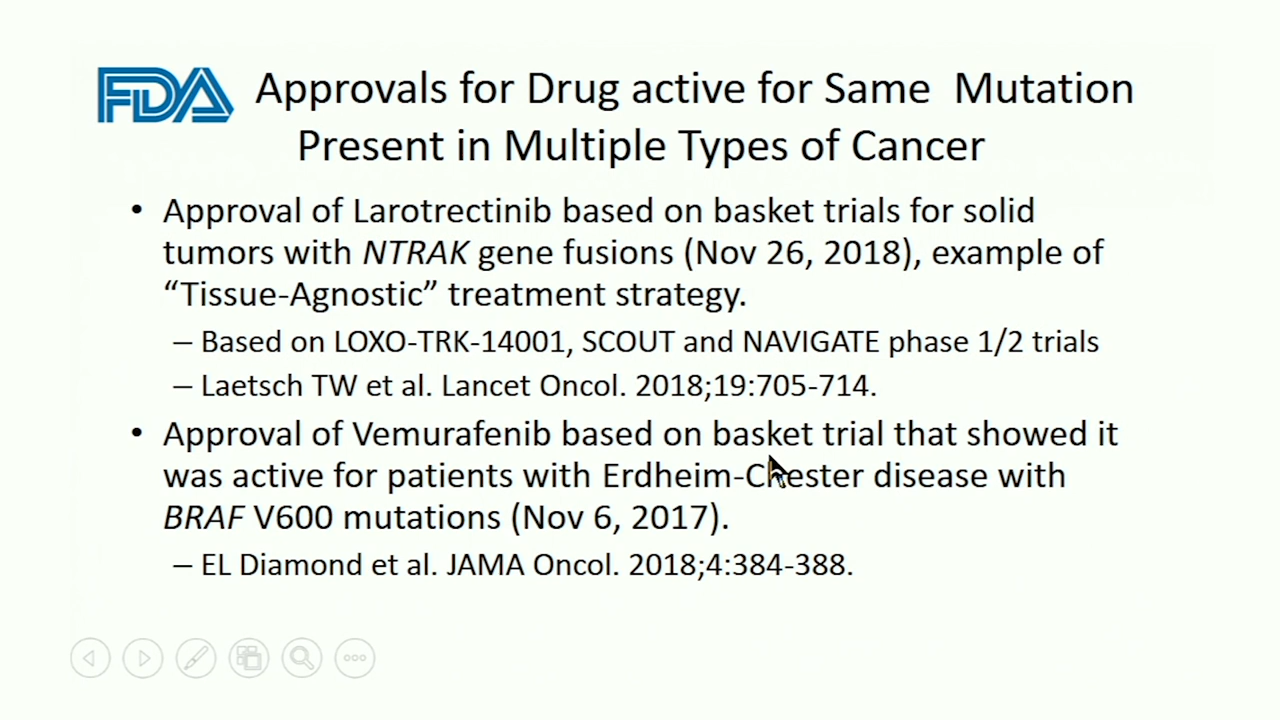 FDA Approvals for Drug active for Same Mutation
Present in Multiple Types of Cancer
• Approval of Larotrectinib based on basket trials for solid
tumors with NTRAK gene fusions (Nov 26, 2018), example of
“Tissue-Agnostic” treatment strategy.
– Based on LOXO-TRK-14001, SCOUT and NAVIGATE phase 1/2 trials
– Laetsch TW et al. Lancet Oncol. 2018;19:705-714.
• Approval of Vemurafenib based on basket trial that showed it
was active for patients with Erdheim-Chester disease with
BRAF V600 mutations (Nov 6, 2017).
– EL Diamond et al. JAMA Oncol. 2018;4:384-388.